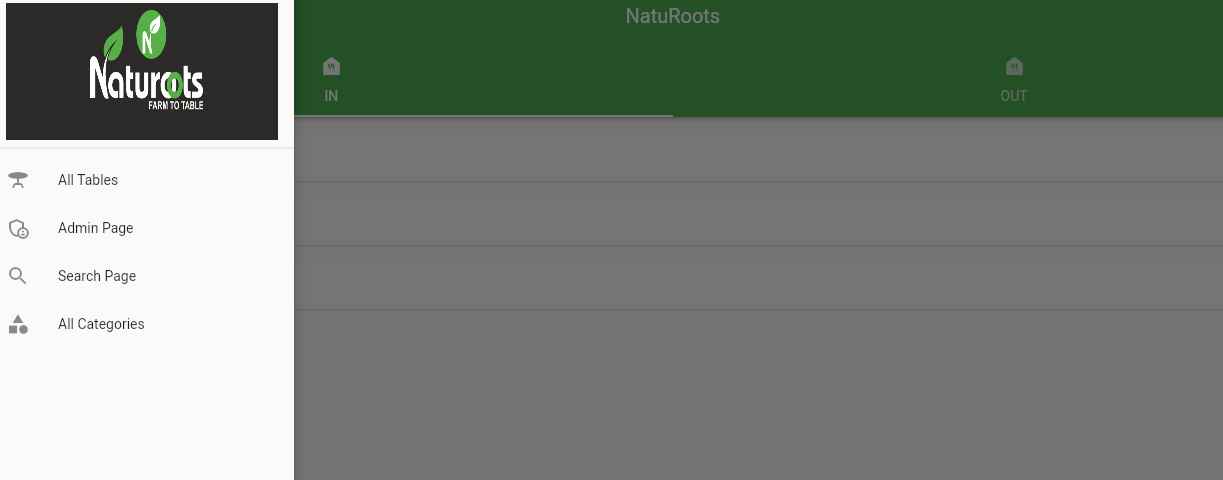 Naturoots
FARM TO TABLE
NatuRoots
IN
OUT
All Tables
Admin Page
Search Page
All Categories